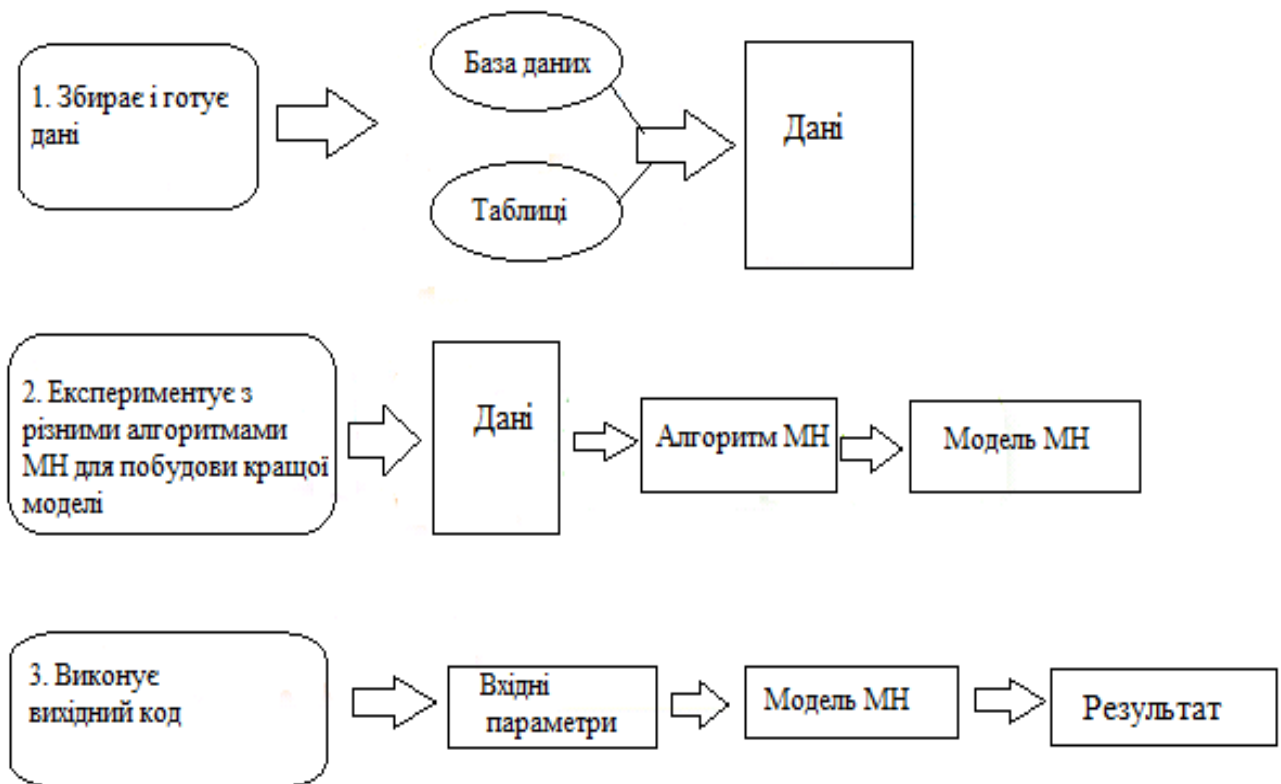 1. Збирає і готує
дані
База даних
Таблиці
Дані
2. Експериментує з
різними алгоритмами
МН для побудови кращої
моделі
Дані
Алгоритм МН
Модель МН
3. Виконує
вихідний код
Вхідні
параметри
Модель МН
Результат